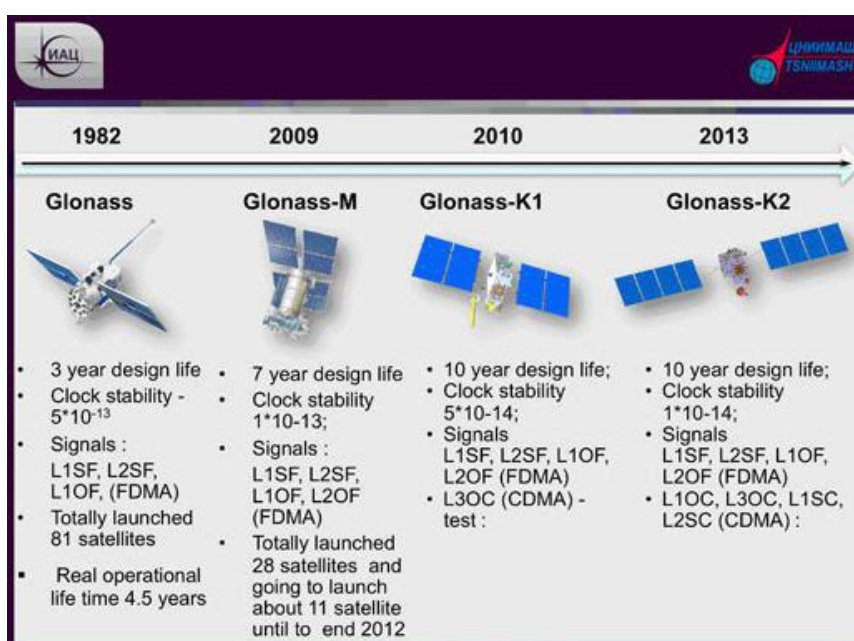 ИАЦ
ЦНИИМАШ
TSNIIMASH
1982
2009
2010
2013
Glonass
Glonass-M
Glonass-K1
Glonass-K2
• 3 year design life
• Clock stability -
5*10⁻¹³
• Signals :
L1SF, L2SF,
L1OF, (FDMA)
• Totally launched
81 satellites
▪ Real operational
life time 4.5 years
• 7 year design life
• Clock stability
1*10-13;
• Signals :
L1SF, L2SF,
L1OF, L2OF
(FDMA)
• Totally launched
28 satellites and
going to launch
about 11 satellite
until to end 2012
• 10 year design life;
• Clock stability
5*10-14;
• Signals
L1SF, L2SF, L1OF,
L2OF (FDMA)
• L3OC (CDMA) -
test :
• 10 year design life;
• Clock stability
1*10-14;
• Signals
L1SF, L2SF, L1OF,
L2OF (FDMA)
• L1OC, L3OC, L1SC,
L2SC (CDMA) :